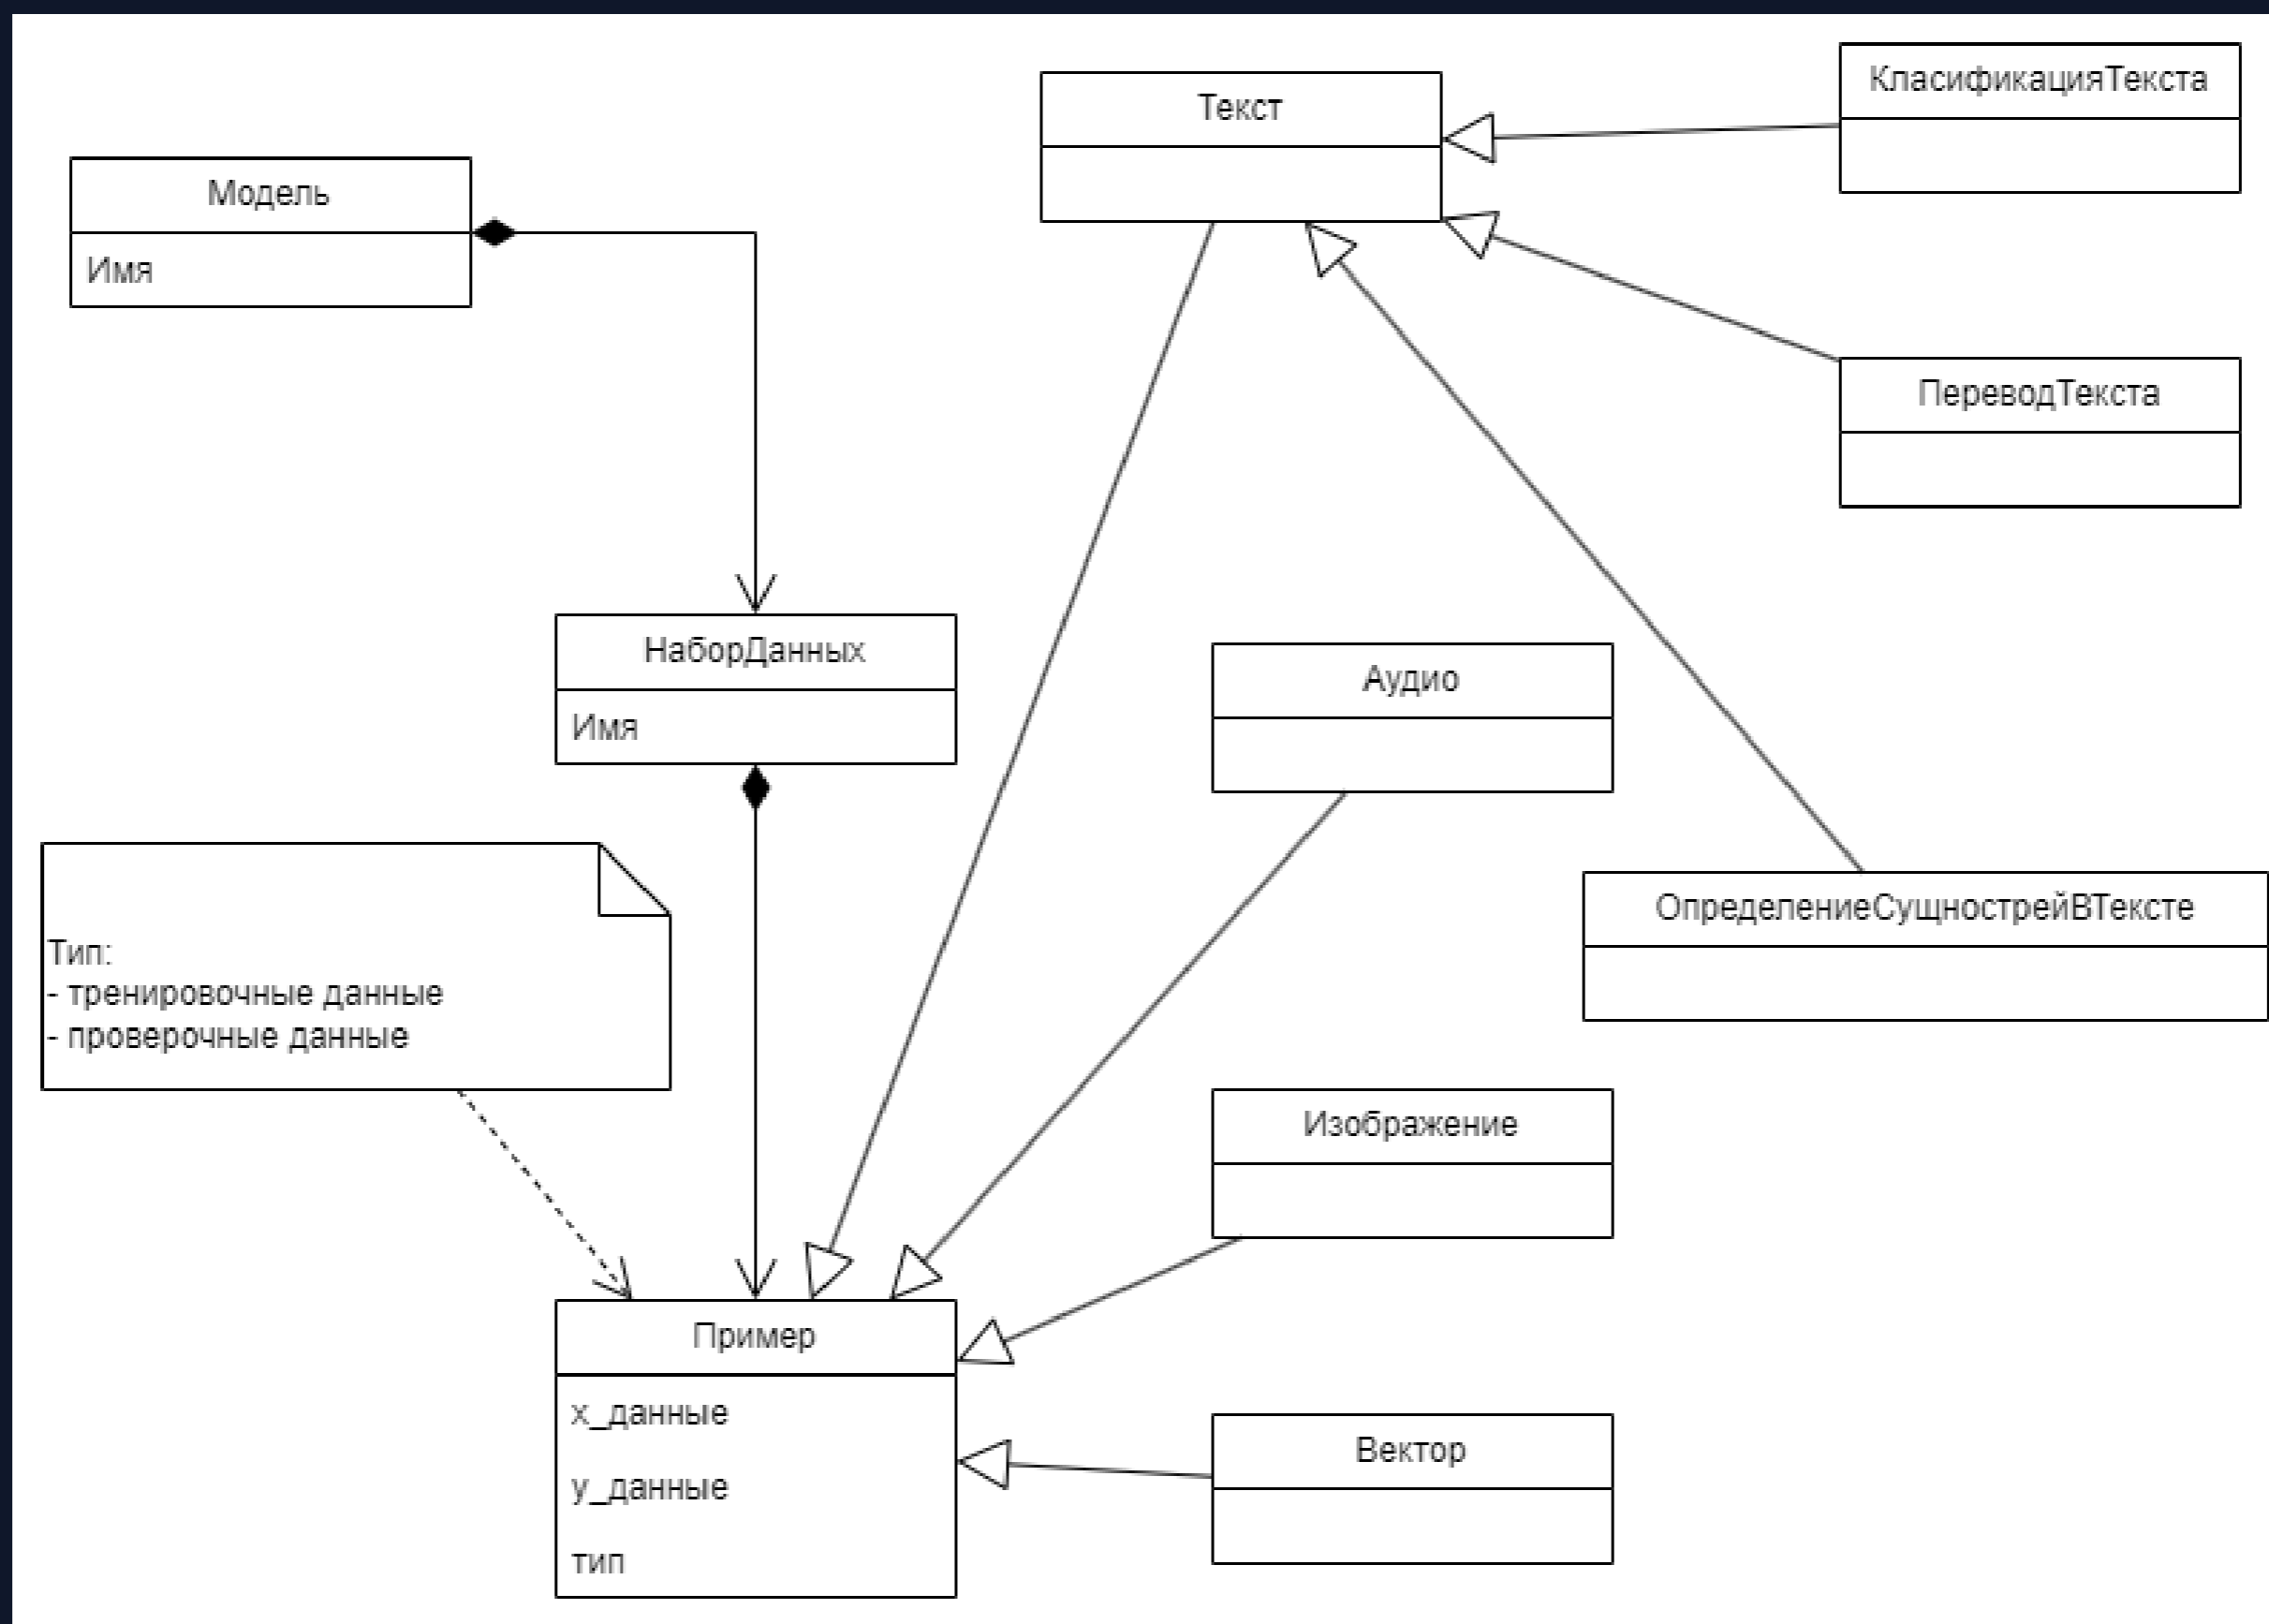 КласификацияТекста
Текст
Модель
Имя
ПереводТекста
НаборДанных
Имя
Аудио
ОпределениеСущнострейВТексте
Тип:
- тренировочные данные
- проверочные данные
Изображение
Пример
x_данные
y_данные
тип
Вектор